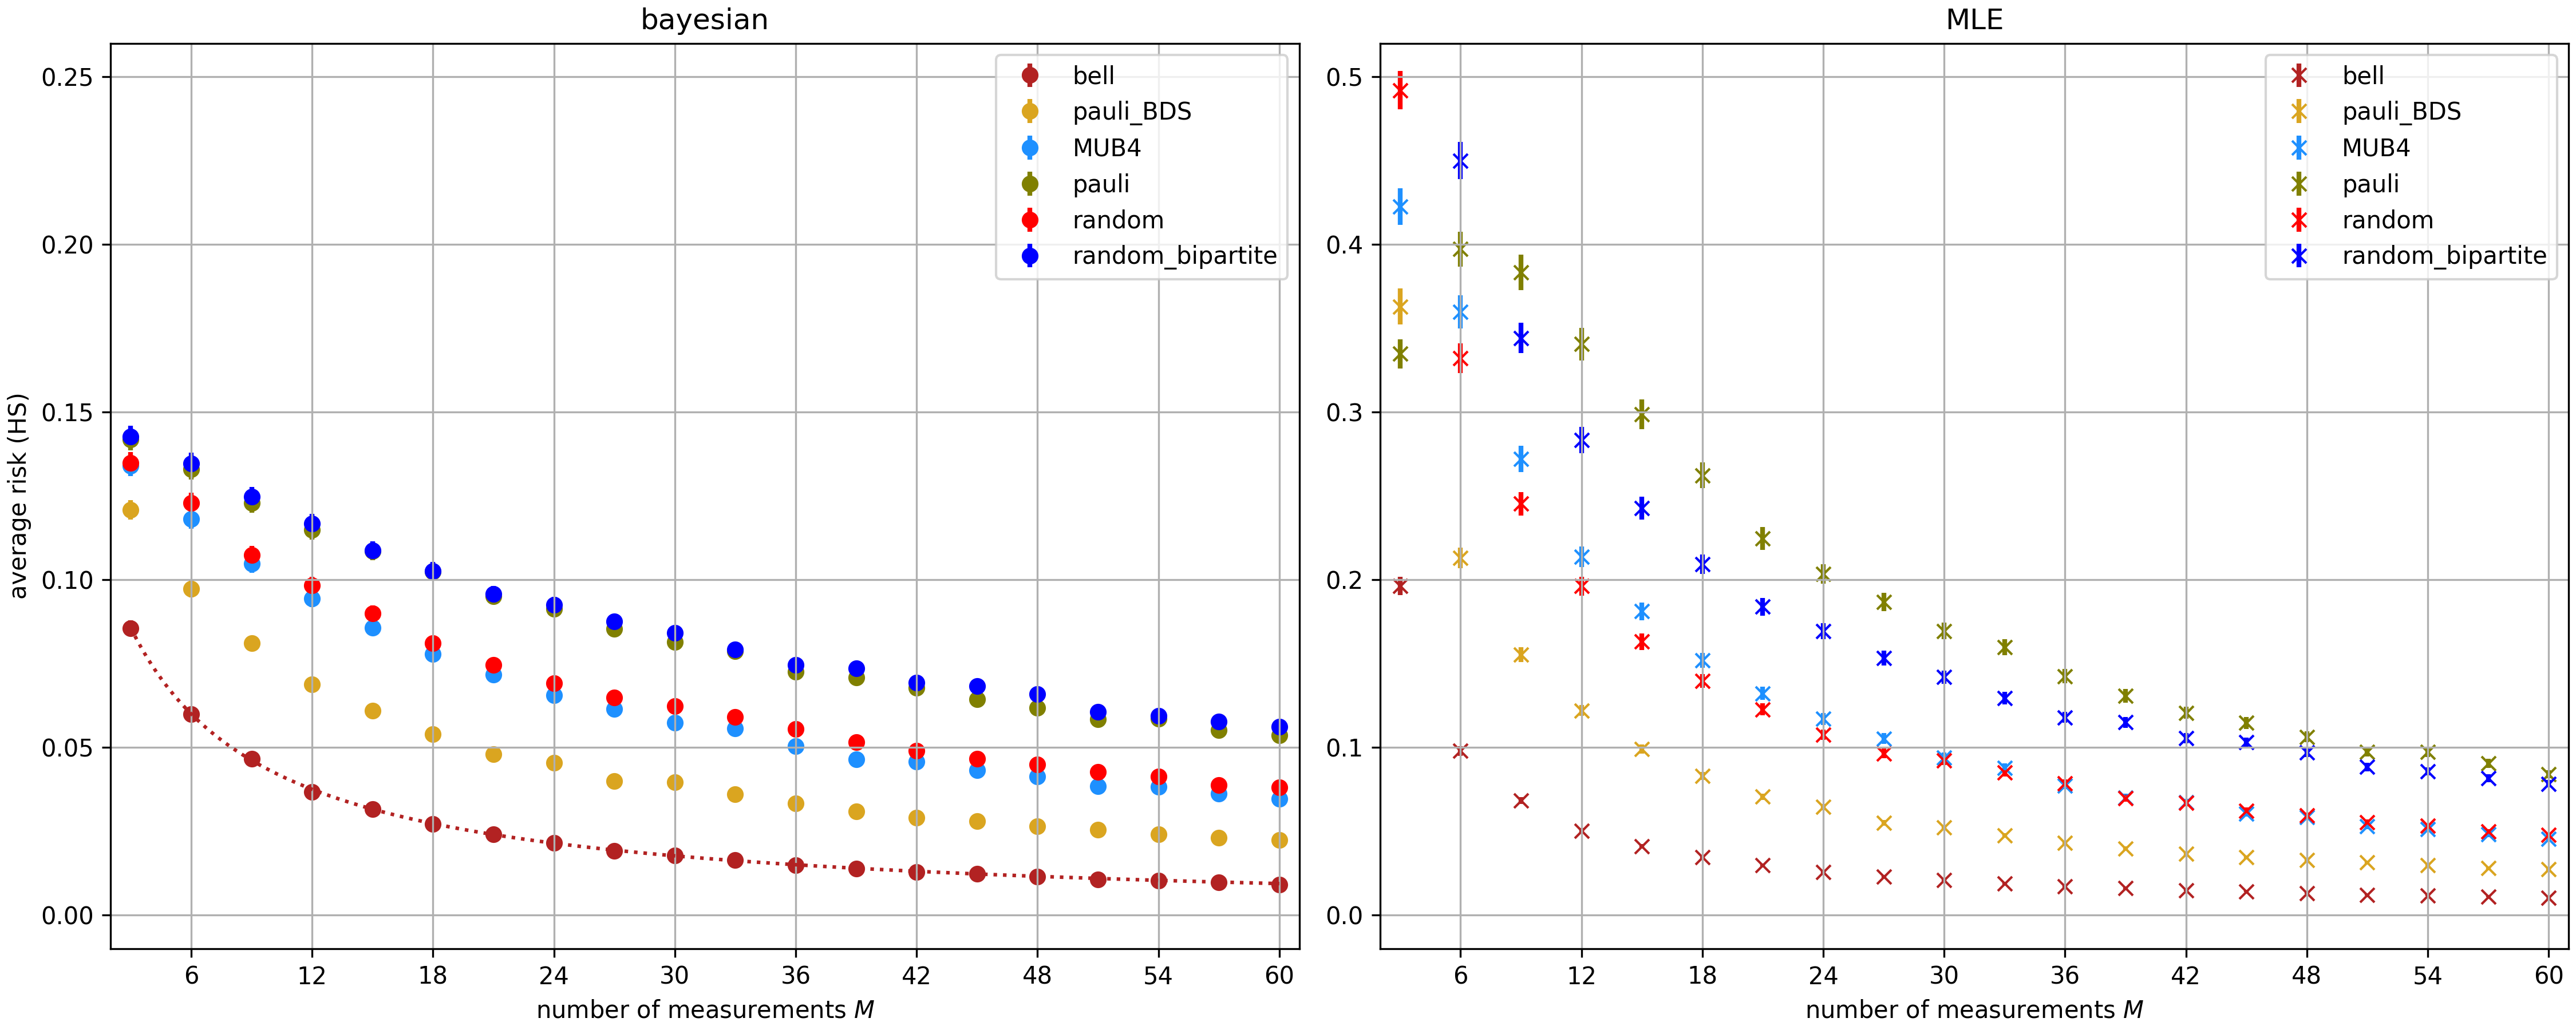 bayesian
average risk (HS)
0.25
0.20
0.15
0.10
0.05
0.00
6 12 18 24 30 36 42 48 54 60
number of measurements M
bell
pauli_BDS
MUB4
pauli
random
random_bipartite
MLE
0.5
0.4
0.3
0.2
0.1
0.0
6 12 18 24 30 36 42 48 54 60
number of measurements M
bell
pauli_BDS
MUB4
pauli
random
random_bipartite